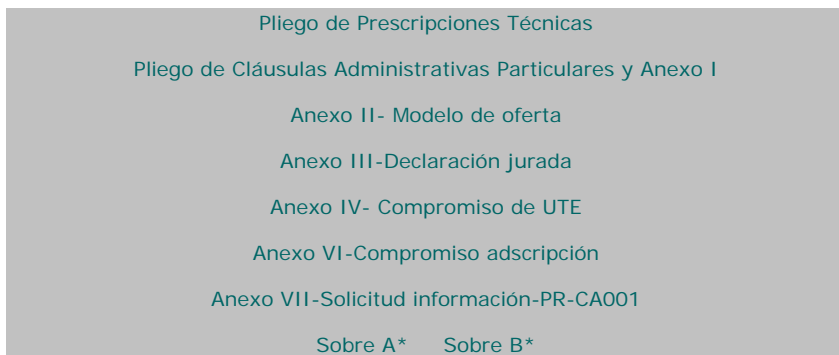 Pliego de Prescripciones Técnicas
Pliego de Cláusulas Administrativas Particulares y Anexo I
Anexo II- Modelo de oferta
Anexo III-Declaración jurada
Anexo IV- Compromiso de UTE
Anexo VI-Compromiso adscripción
Anexo VII-Solicitud información-PR-CA001
Sobre A* Sobre B*